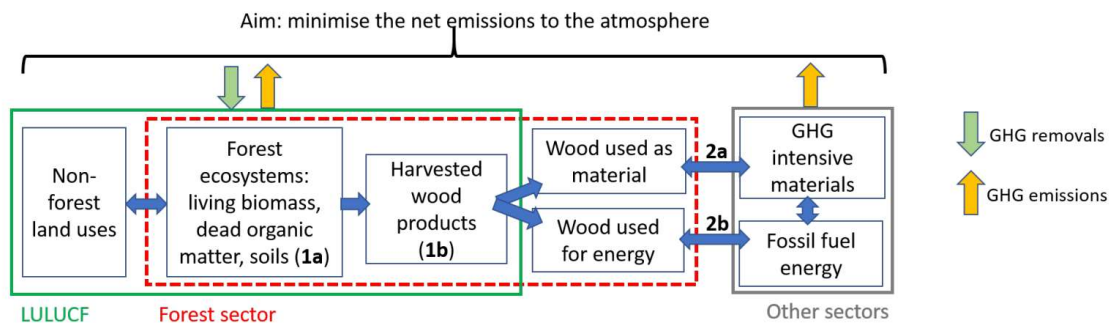 Aim: minimise the net emissions to the atmosphere
Non-
forest
land uses
Forest
ecosystems:
living biomass,
dead organic
matter, soils (1a)
Harvested
wood
products
(1b)
Wood used as
material
Wood used
for energy
2a
2b
GHG
intensive
materials
Fossil fuel
energy
GHG removals
GHG emissions
LULUCF
Forest sector
Other sectors